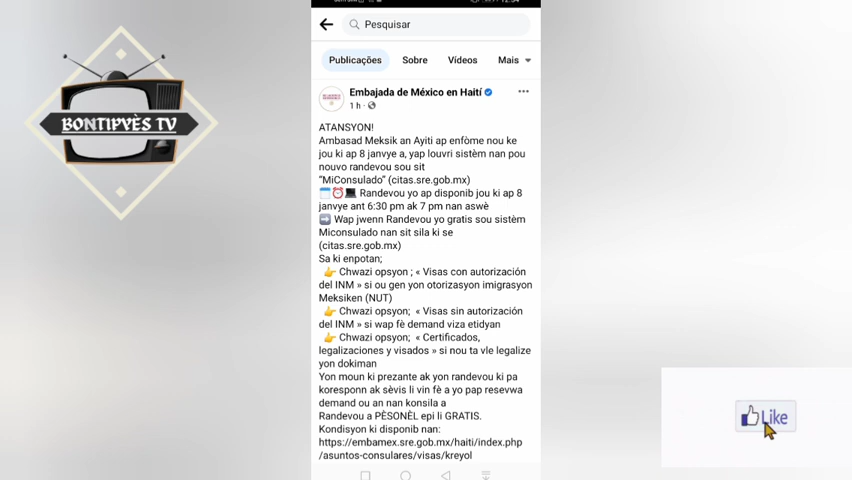 Pesquisar
Publicações Sobre Vídeos Mais
BONTIPYÈS TV
Embajada de México en Haití
1 h
ATANSYON!
Ambasad Meksik an Ayiti ap enfòme nou ke
jou ki ap 8 janvye a, yap louvri sistèm nan pou
nouvo randevou sou sit
"MiConsulado" (citas.sre.gob.mx)
🗓️⏰💻 Randevou yo ap disponib jou ki ap 8
janvye ant 6:30 pm ak 7 pm nan aswè
➡️ Wap jwenn Randevou yo gratis sou sistèm
Miconsulado nan sit sila ki se
(citas.sre.gob.mx)
Sa ki enpotan;
👉 Chwazi opsyon ; « Visas con autorización
del INM » si ou gen yon otorizasyon imigrasyon
Meksiken (NUT)
👉 Chwazi opsyon; « Visas sin autorización
del INM » si wap fè demand viza etidyan
👉 Chwazi opsyon; « Certificados,
legalizaciones y visados » si nou ta vle legalize
yon dokiman
Yon moun ki prezante ak yon randevou ki pa
koresponn ak sèvis li vin fè a yo pap resevwa
demand ou an nan konsila a
Randevou a PÈSONÈL epi li GRATIS.
Kondisyon ki disponib nan:
https://embamex.sre.gob.mx/haiti/index.php
/asuntos-consulares/visas/kreyol
Like